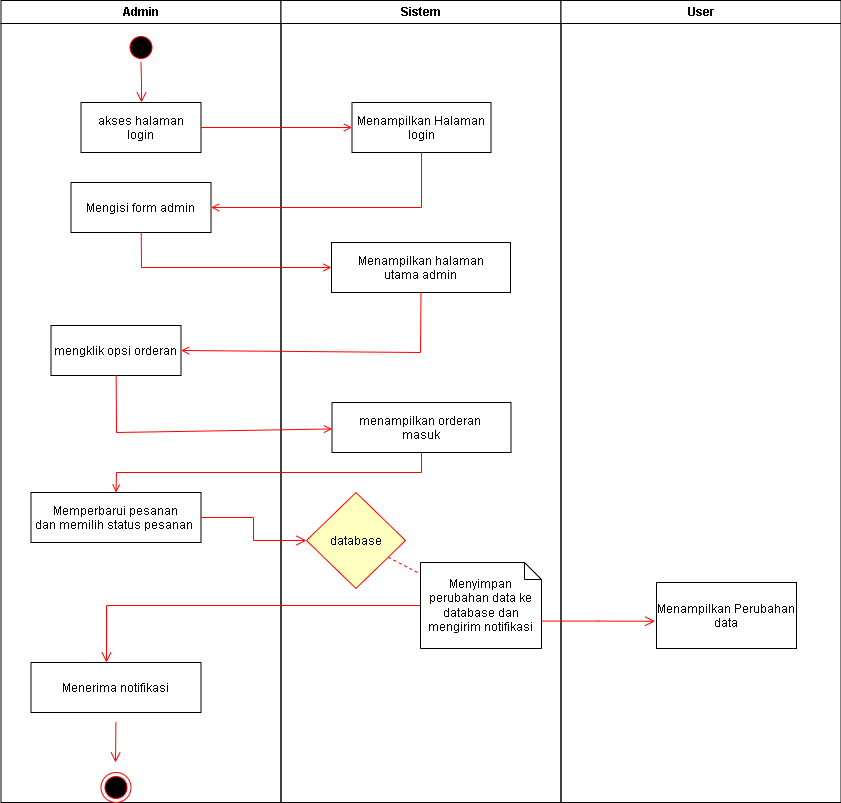 Admin
Sistem
User
akses halaman
login
Menampilkan Halaman
login
Mengisi form admin
Menampilkan halaman
utama admin
mengklik opsi orderan
menampilkan orderan
masuk
Memperbarui pesanan
dan memilih status pesanan
database
Menyimpan
perubahan data ke
database dan
mengirim notifikasi
Menampilkan Perubahan
data
Menerima notifikasi